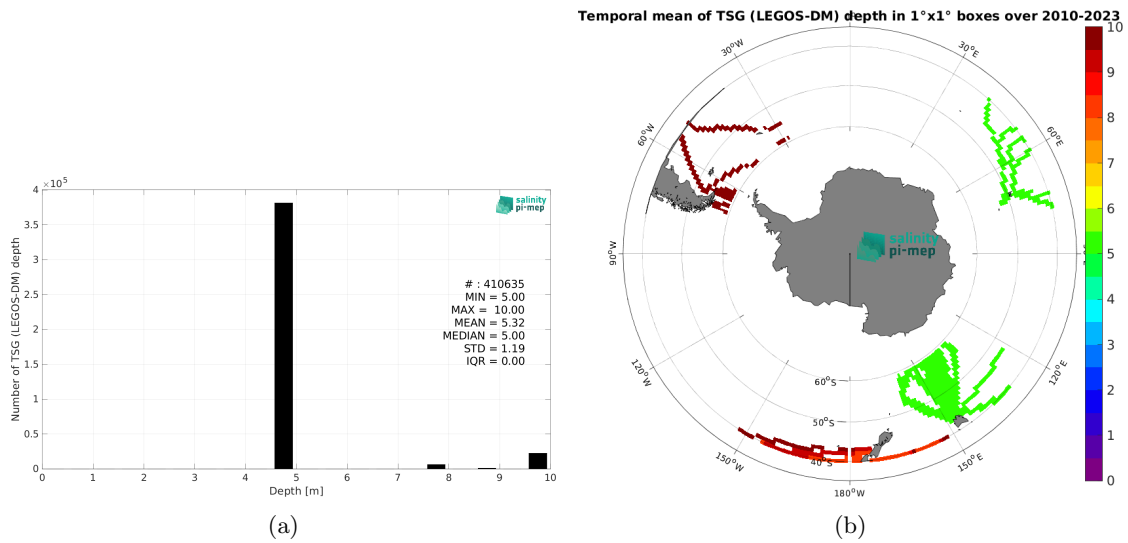 Temporal mean of TSG (LEGOS-DM) depth in 1°x1° boxes over 2010-2023
×10⁵
4
3.5
3
2.5
2
1.5
1
0.5
0
Number of TSG (LEGOS-DM) depth
salinity
pi-mep
# : 410635
MIN = 5.00
MAX = 10.00
MEAN = 5.32
MEDIAN = 5.00
STD = 1.19
IQR = 0.00
0 1 2 3 4 5 6 7 8 9 10
Depth [m]
(a)
30°W
30°E
60°W
60°E
90°W
120°W
120°E
150°W
150°E
180°W
60°S
50°S
40°S
salinity
pi-mep
10
9
8
7
6
5
4
3
2
1
0
(b)